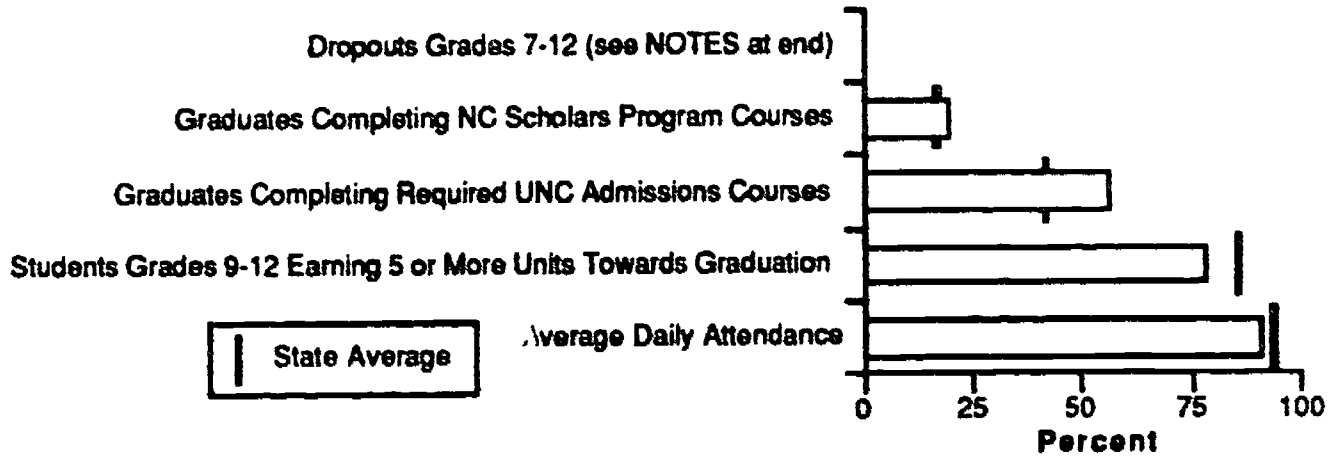 Dropouts Grades 7-12 (see NOTES at end)
Graduates Completing NC Scholars Program Courses
Graduates Completing Required UNC Admissions Courses
Students Grades 9-12 Earning 5 or More Units Towards Graduation
Average Daily Attendance
State Average
0 25 50 75 100
Percent